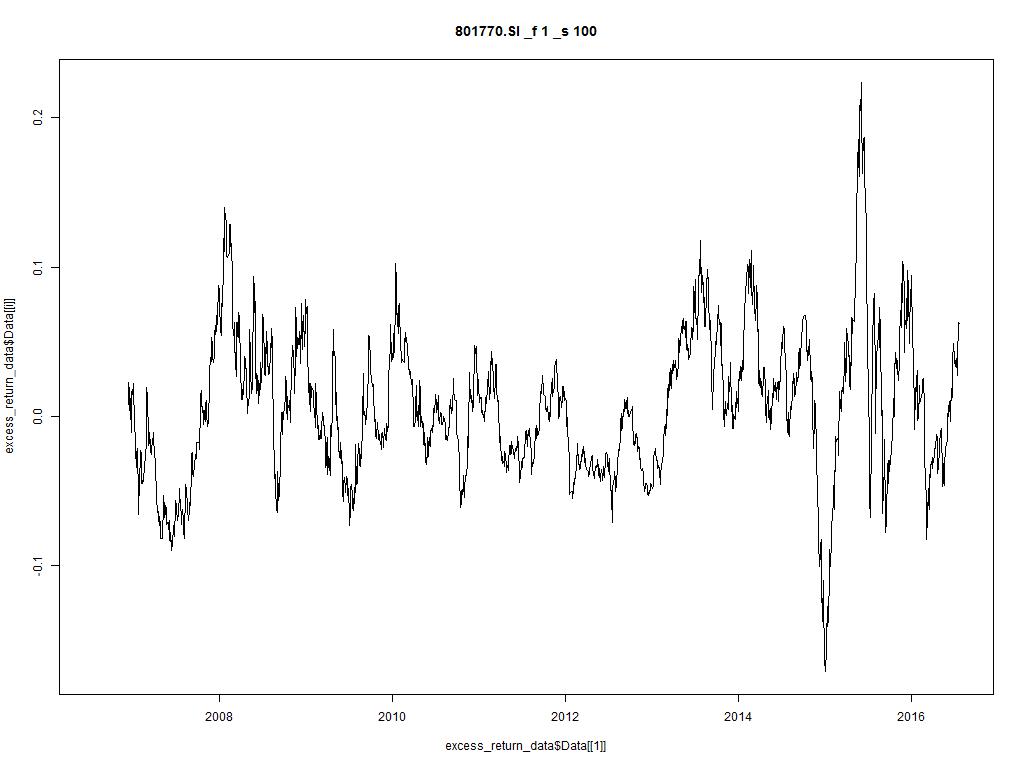 801770.SI _f 1 _s 100
excess_return_data$Data[[i]]
0.2
0.1
0.0
-0.1
2008 2010 2012 2014 2016
excess_return_data$Data[[1]]